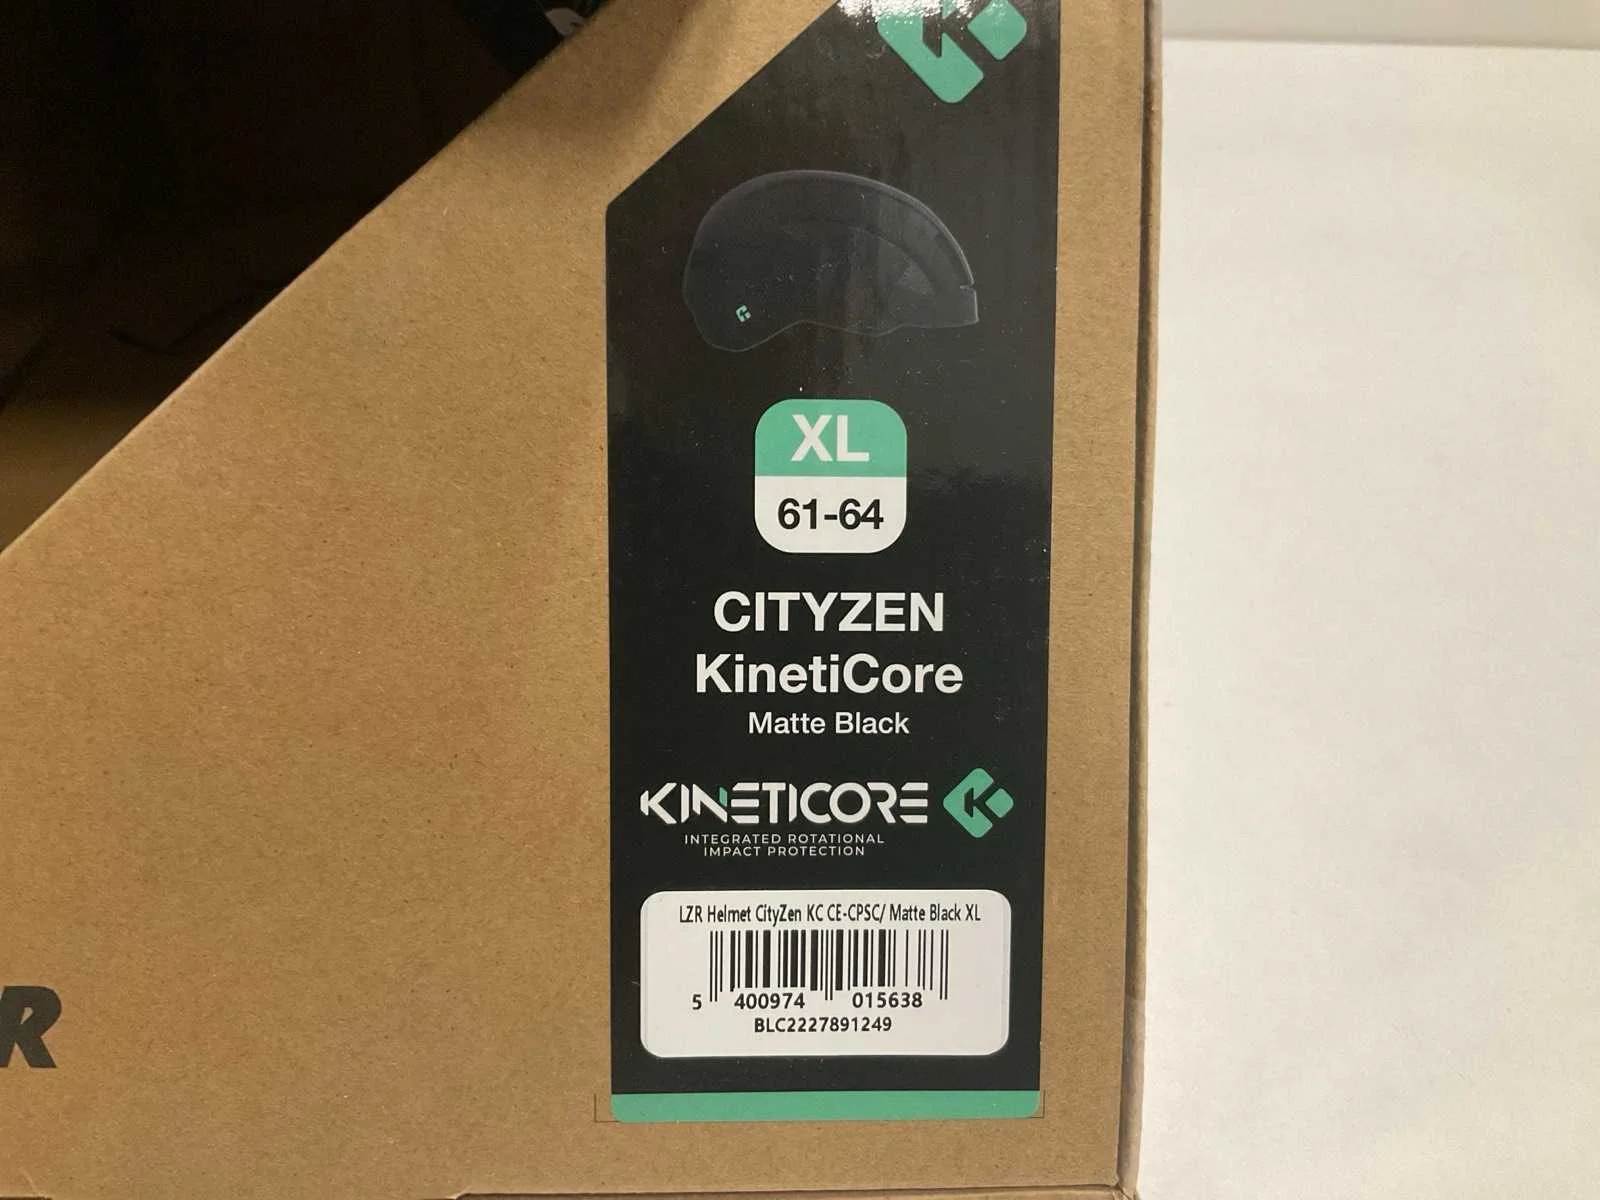 XL
61-64
CITYZEN
KinetiCore
Matte Black
KINETICORE
INTEGRATED ROTATIONAL
IMPACT PROTECTION
LZR Helmet CityZen KC CE-CPSC/ Matte Black XL
5 400974 015638
BLC2227891249
R